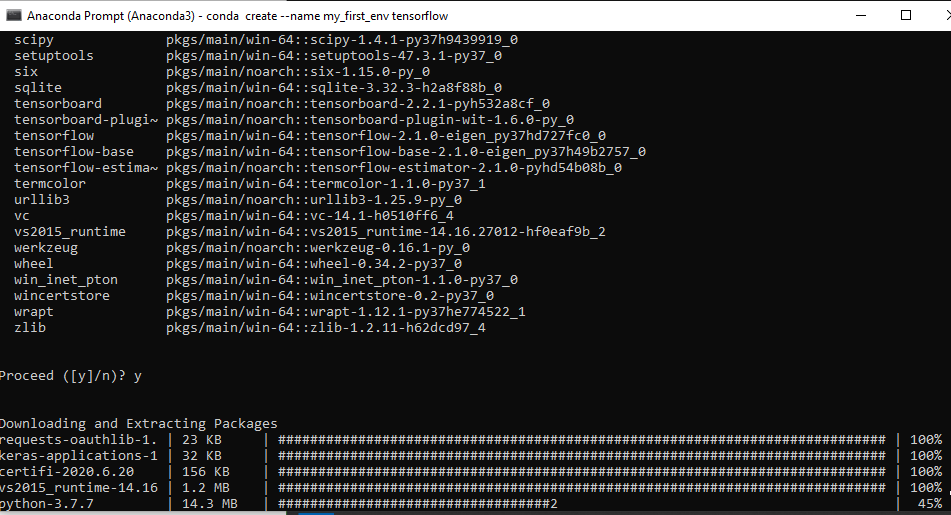 Anaconda Prompt (Anaconda3) - conda  create --name my_first_env tensorflow
scipy              pkgs/main/win-64::scipy-1.4.1-py37h9439919_0
setuptools         pkgs/main/win-64::setuptools-47.3.1-py37_0
six                pkgs/main/noarch::six-1.15.0-py_0
sqlite             pkgs/main/win-64::sqlite-3.32.3-h2a8f88b_0
tensorboard        pkgs/main/noarch::tensorboard-2.2.1-pyh532a8cf_0
tensorboard-plugi~ pkgs/main/noarch::tensorboard-plugin-wit-1.6.0-py_0
tensorflow         pkgs/main/win-64::tensorflow-2.1.0-eigen_py37hd727fc0_0
tensorflow-base    pkgs/main/win-64::tensorflow-base-2.1.0-eigen_py37h49b2757_0
tensorflow-estima~ pkgs/main/noarch::tensorflow-estimator-2.1.0-pyhd54b08b_0
termcolor          pkgs/main/win-64::termcolor-1.1.0-py37_1
urllib3            pkgs/main/noarch::urllib3-1.25.9-py_0
vc                 pkgs/main/win-64::vc-14.1-h0510ff6_4
vs2015_runtime     pkgs/main/win-64::vs2015_runtime-14.16.27012-hf0eaf9b_2
werkzeug           pkgs/main/noarch::werkzeug-0.16.1-py_0
wheel              pkgs/main/win-64::wheel-0.34.2-py37_0
win_inet_pton      pkgs/main/win-64::win_inet_pton-1.1.0-py37_0
wincertstore       pkgs/main/win-64::wincertstore-0.2-py37_0
wrapt              pkgs/main/win-64::wrapt-1.12.1-py37he774522_1
zlib               pkgs/main/win-64::zlib-1.2.11-h62dcd97_4
Proceed ([y]/n)? y
Downloading and Extracting Packages
requests-oauthlib-1. | 23 KB     | ############################################################################ | 100%
keras-applications-1 | 32 KB     | ############################################################################ | 100%
certifi-2020.6.20    | 156 KB    | ############################################################################ | 100%
vs2015_runtime-14.16 | 1.2 MB    | ############################################################################ | 100%
python-3.7.7         | 14.3 MB   | ##################################2                                          |  45%